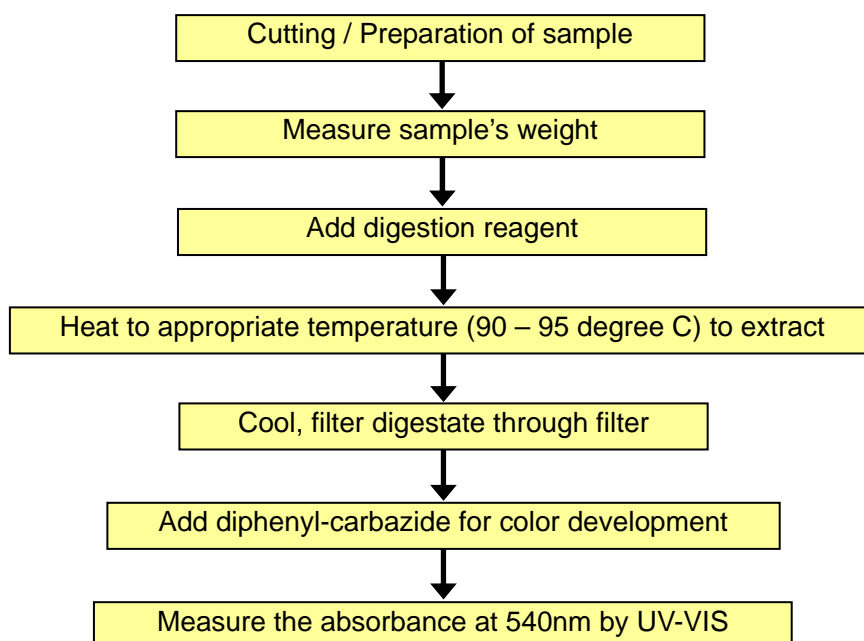 Cutting / Preparation of sample
Measure sample’s weight
Add digestion reagent
Heat to appropriate temperature (90 – 95 degree C) to extract
Cool, filter digestate through filter
Add diphenyl-carbazide for color development
Measure the absorbance at 540nm by UV-VIS